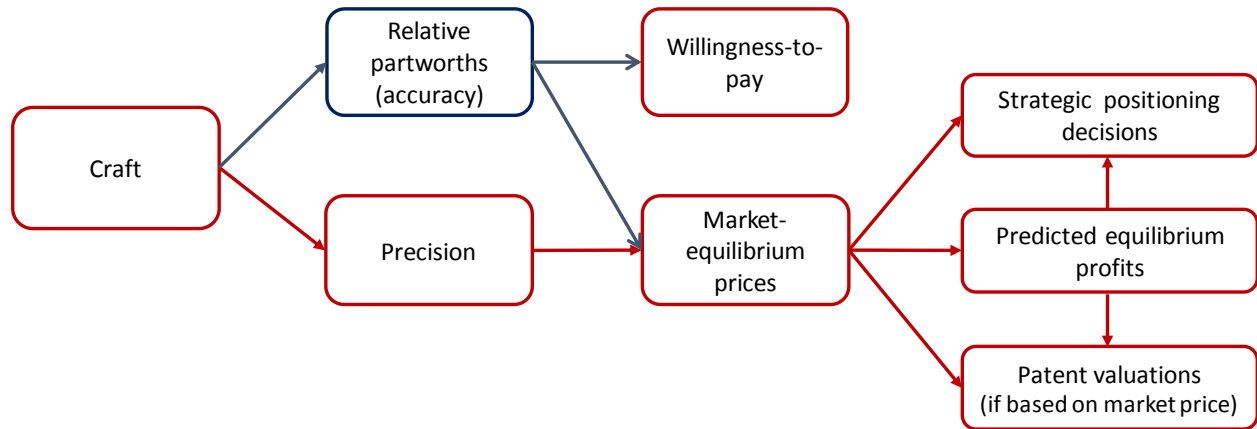 Craft
Relative
partworths
(accuracy)
Precision
Willingness-to-
pay
Market-
equilibrium
prices
Strategic positioning
decisions
Predicted equilibrium
profits
Patent valuations
(if based on market price)